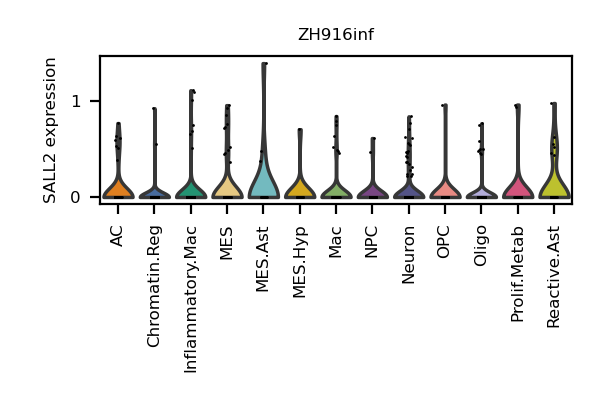 ZH916inf
SALL2 expression
1
0
AC
Chromatin.Reg
Inflammatory.Mac
MES
MES.Ast
MES.Hyp
Mac
NPC
Neuron
OPC
Oligo
Prolif.Metab
Reactive.Ast